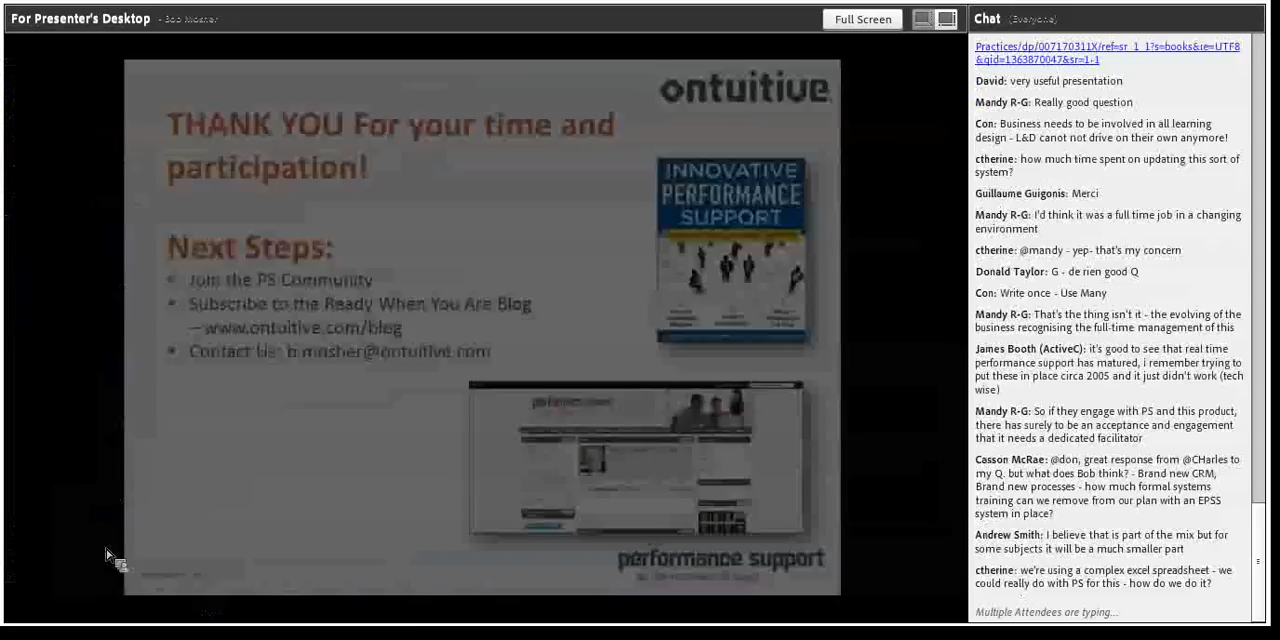 For Presenter's Desktop - Bob Mosher
Full Screen
ontuitive
THANK YOU For your time and
participation!
INNOVATIVE
PERFORMANCE
SUPPORT
Next Steps:
• Join the PS Community
• Subscribe to the Ready When You Are Blog
—www.ontuitive.com/blog
• Contact Us: b.mosher@ontuitive.com
performance support
Chat (Everyone)
Practices/dp/007170311X/ref=sr_1_1?s=books&ie=UTF8
&qid=1363870047&sr=1-1
David: very useful presentation
Mandy R-G: Really good question
Con: Business needs to be involved in all learning
design - L&D canot not drive on their own anymore!
ctherine: how much time spent on updating this sort of
system?
Guillaume Guigonis: Merci
Mandy R-G: I'd think it was a full time job in a changing
environment
ctherine: @mandy - yep- that's my concern
Donald Taylor: G - de rien good Q
Con: Write once - Use Many
Mandy R-G: That's the thing isn't it - the evolving of the
business recognising the full-time management of this
James Booth (ActiveC): it's good to see that real time
performance support has matured, i remember trying to
put these in place circa 2005 and it just didn't work (tech
wise)
Mandy R-G: So if they engage with PS and this product,
there has surely to be an acceptance and engagement
that it needs a dedicated facilitator
Casson McRae: @don, great response from @CHarles to
my Q. but what does Bob think? - Brand new CRM,
Brand new processes - how much formal systems
training can we remove from our plan with an EPSS
system in place?
Andrew Smith: I believe that is part of the mix but for
some subjects it will be a much smaller part
ctherine: we're using a complex excel spreadsheet - we
could really do with PS for this - how do we do it?
Multiple Attendees are typing...